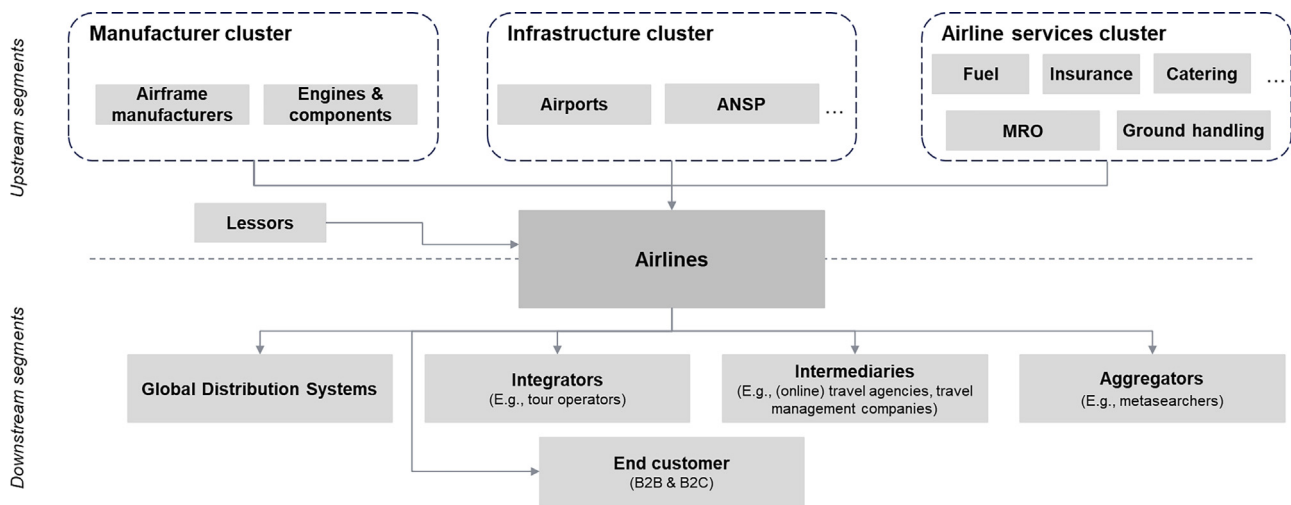 Upstream segments
Manufacturer cluster
Airframe
manufacturers
Engines &
components
Infrastructure cluster
Airports
ANSP
...
Airline services cluster
Fuel
Insurance
Catering
...
MRO
Ground handling
Lessors
Airlines
Downstream segments
Global Distribution Systems
Integrators
(E.g., tour operators)
Intermediaries
(E.g., (online) travel agencies, travel
management companies)
Aggregators
(E.g., metasearchers)
End customer
(B2B & B2C)